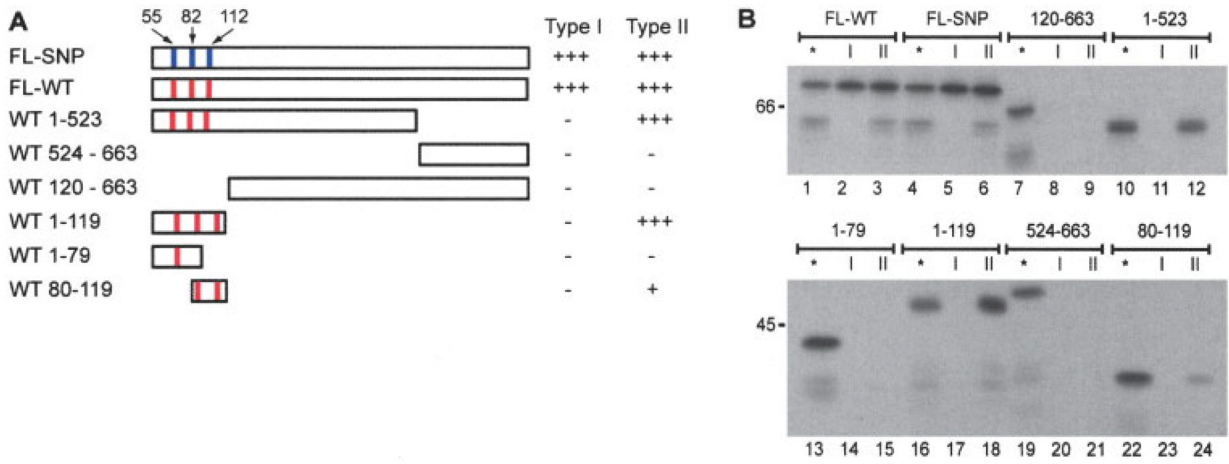 A
55 82 112
Type I Type II
FL-SNP +++ +++
FL-WT +++ +++
WT 1-523 - +++
WT 524 - 663 - -
WT 120 - 663 - -
WT 1-119 - +++
WT 1-79 - -
WT 80-119 - +
B
FL-WT FL-SNP 120-663 1-523
* I II * I II * I II * I II
66
1 2 3 4 5 6 7 8 9 10 11 12
1-79 1-119 524-663 80-119
* I II * I II * I II * I II
45
13 14 15 16 17 18 19 20 21 22 23 24